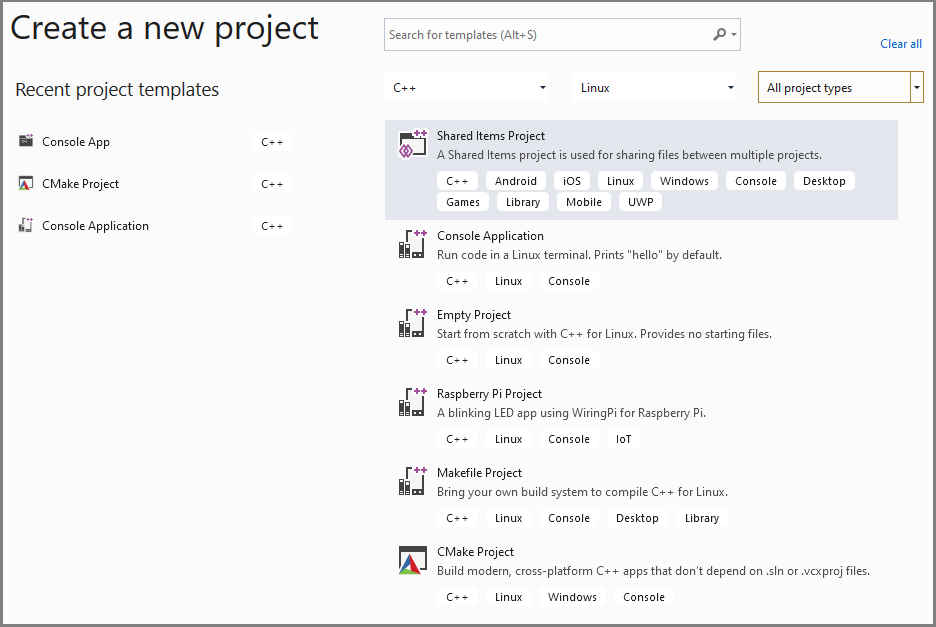 Create a new project
Search for templates (Alt+S)
Clear all
Recent project templates
C++
Linux
All project types
Console App C++
CMake Project C++
Console Application C++
Shared Items Project
A Shared Items project is used for sharing files between multiple projects.
C++ Android iOS Linux Windows Console Desktop
Games Library Mobile UWP
Console Application
Run code in a Linux terminal. Prints "hello" by default.
C++ Linux Console
Empty Project
Start from scratch with C++ for Linux. Provides no starting files.
C++ Linux Console
Raspberry Pi Project
A blinking LED app using WiringPi for Raspberry Pi.
C++ Linux Console IoT
Makefile Project
Bring your own build system to compile C++ for Linux.
C++ Linux Console Desktop Library
CMake Project
Build modern, cross-platform C++ apps that don't depend on .sln or .vcxproj files.
C++ Linux Windows Console